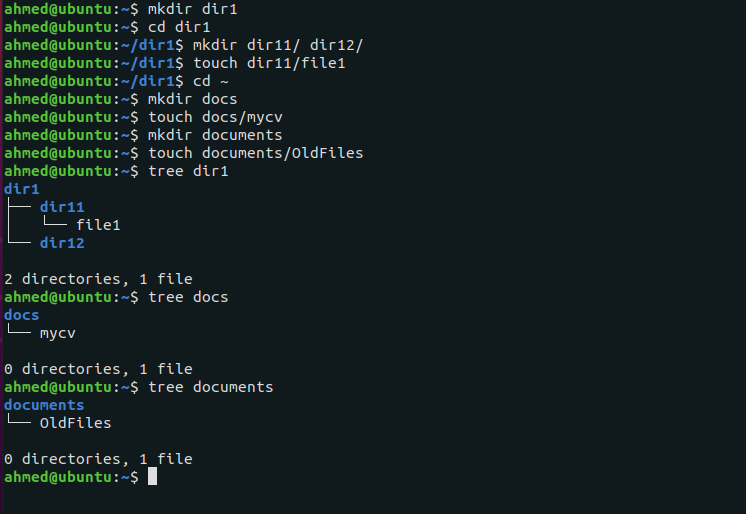 ahmed@ubuntu:~$ mkdir dir1
ahmed@ubuntu:~$ cd dir1
ahmed@ubuntu:~/dir1$ mkdir dir11/ dir12/
ahmed@ubuntu:~/dir1$ touch dir11/file1
ahmed@ubuntu:~/dir1$ cd ~
ahmed@ubuntu:~$ mkdir docs
ahmed@ubuntu:~$ touch docs/mycv
ahmed@ubuntu:~$ mkdir documents
ahmed@ubuntu:~$ touch documents/OldFiles
ahmed@ubuntu:~$ tree dir1
dir1
├── dir11
│   └── file1
└── dir12

2 directories, 1 file
ahmed@ubuntu:~$ tree docs
docs
└── mycv

0 directories, 1 file
ahmed@ubuntu:~$ tree documents
documents
└── OldFiles

0 directories, 1 file
ahmed@ubuntu:~$